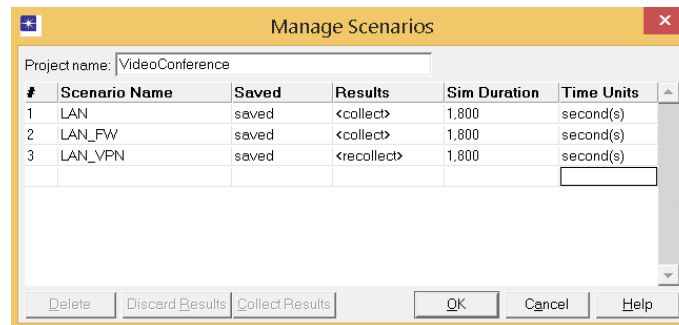 Manage Scenarios
Project name: VideoConference
# Scenario Name Saved Results Sim Duration Time Units
1 LAN saved <collect> 1,800 second(s)
2 LAN_FW saved <collect> 1,800 second(s)
3 LAN_VPN saved <recollect> 1,800 second(s)
Delete Discard Results Collect Results OK Cancel Help